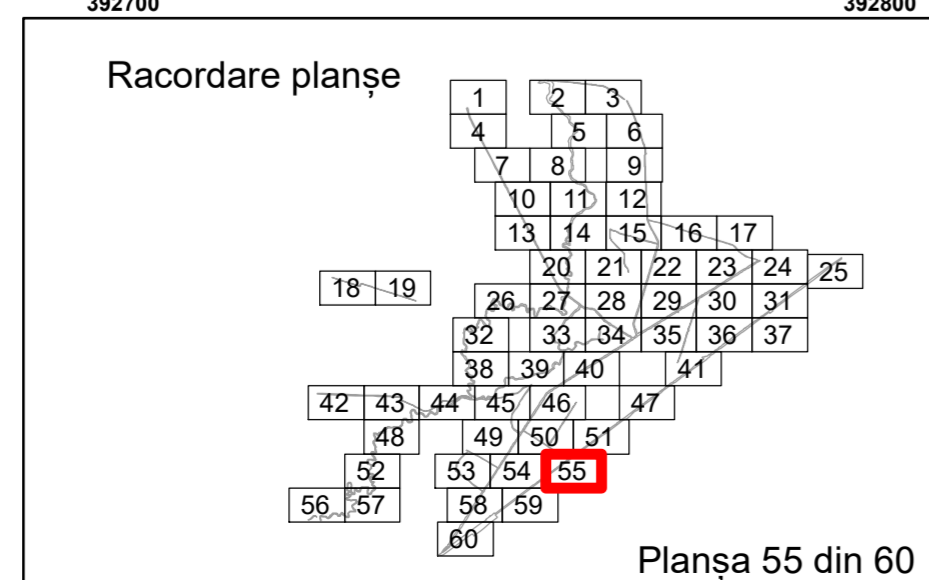 392700 392800
Racordare planșe
1 2 3
4 5 6
7 8 9
10 11 12
13 14 15 16 17
20 21 22 23 24 25
18 19
26 27 28 29 30 31
32 33 34 35 36 37
38 39 40 41
42 43 44 45 46 47
48 49 50 51
52 53 54 55
56 57 58 59
60
Planșa 55 din 60